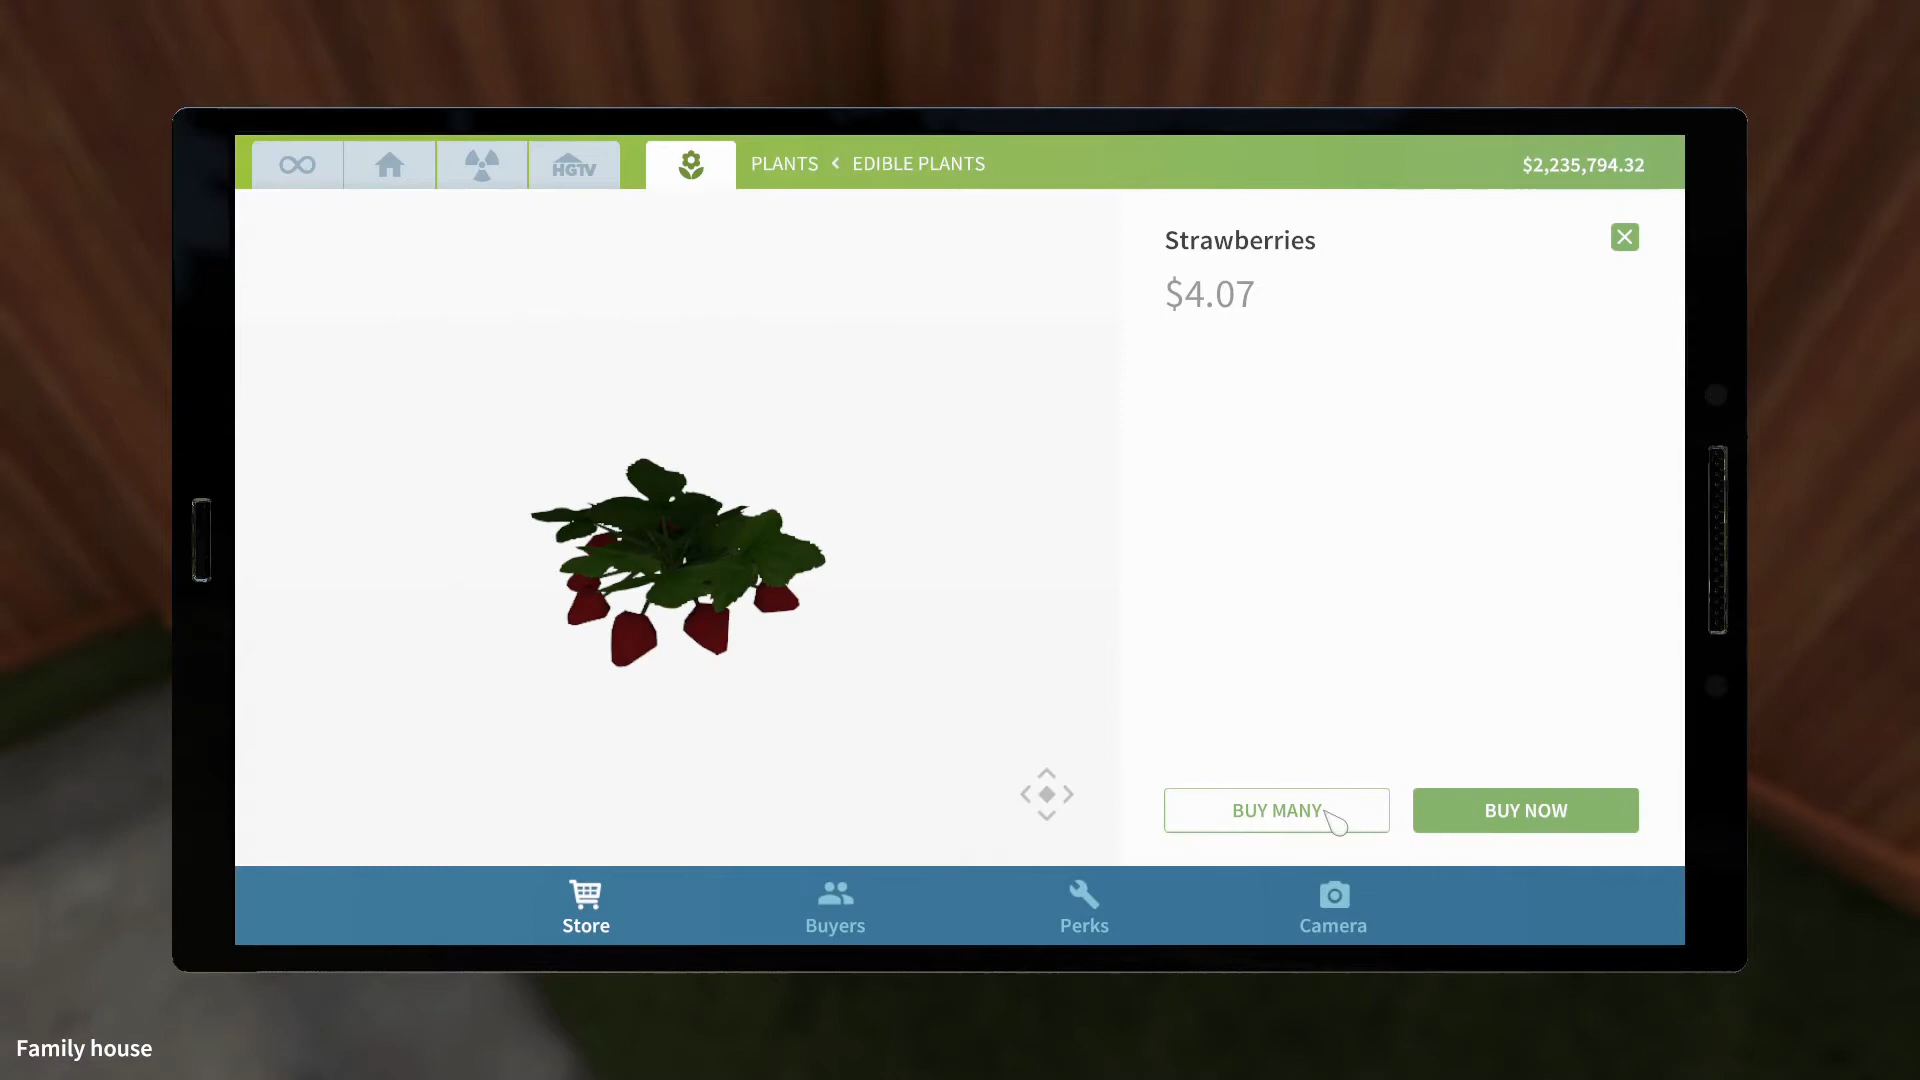 HGTV
PLANTS < EDIBLE PLANTS
$2,235,794.32
Strawberries
$4.07
BUY MANY
BUY NOW
Store
Buyers
Perks
Camera
Family house